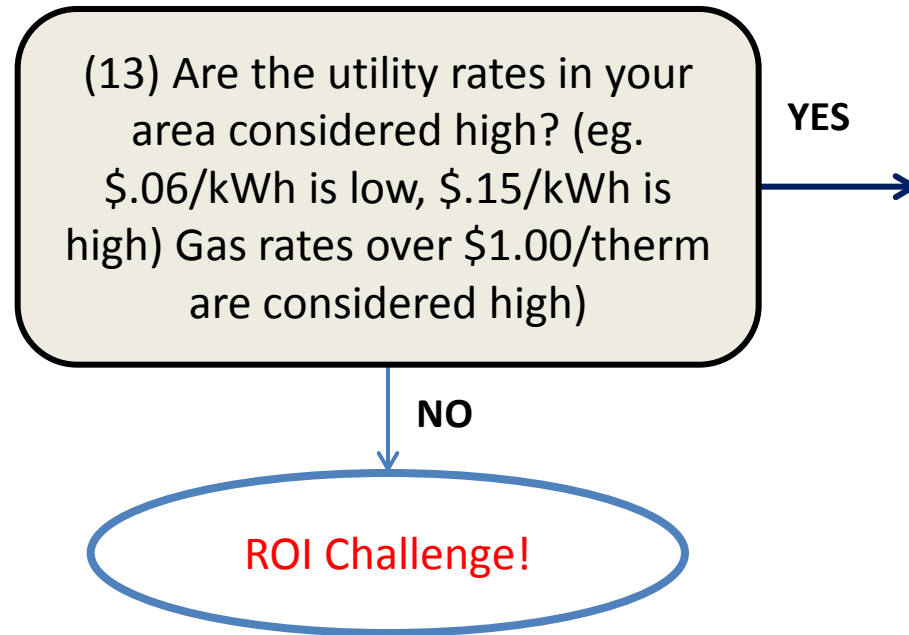 (13) Are the utility rates in your
area considered high? (eg.
$.06/kWh is low, $.15/kWh is
high) Gas rates over $1.00/therm
are considered high)
YES
NO
ROI Challenge!